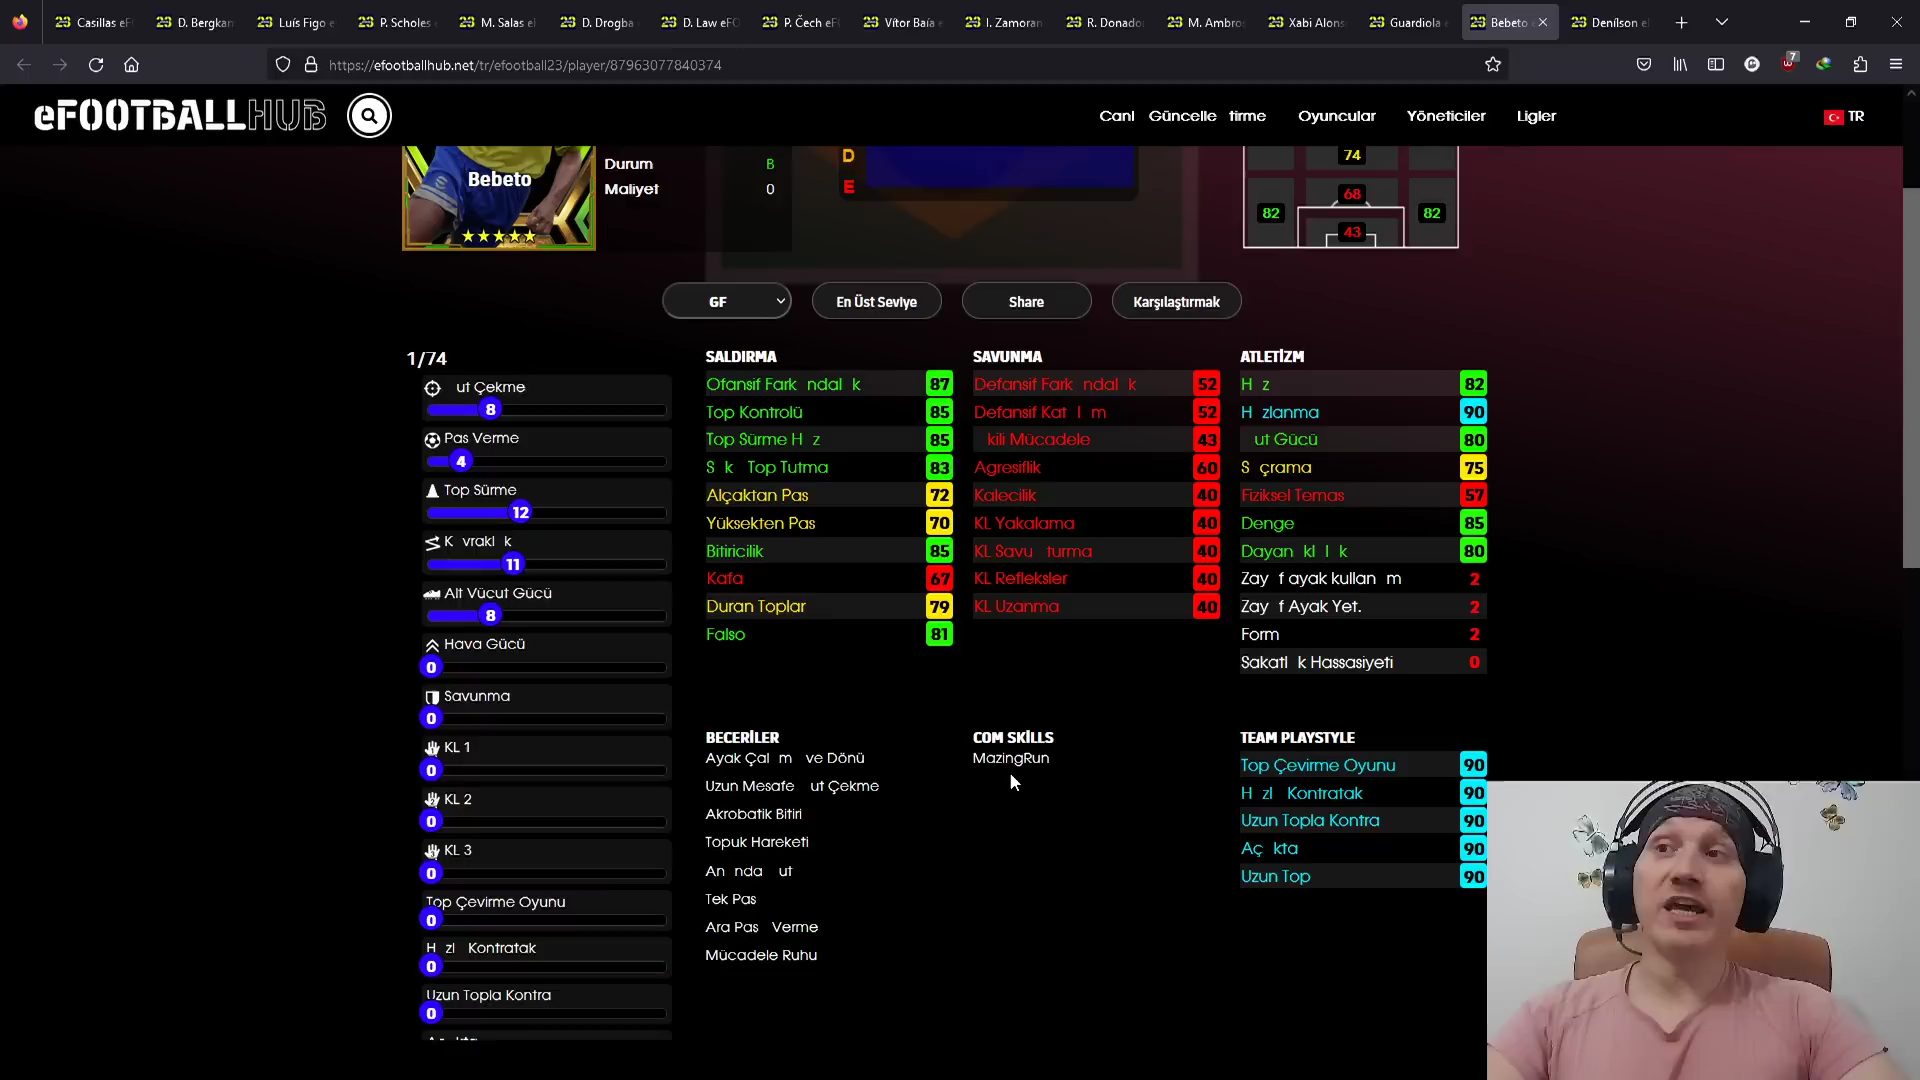 Casillas eF
D. Bergkam
Luís Figo e
P. Scholes
M. Salas e
D. Drogba
D. Law eFO
P. Čech eF
Vítor Baía e
I. Zamoran
R. Donado
M. Ambro
Xabi Alons
Guardiola e
Bebeto
Denílson e
https://efootballhub.net/tr/efootball23/player/87963077840374
7
eFOOTBALLHUB
Canl Güncelle tirme Oyuncular Yöneticiler Ligler
TR
Bebeto
Durum B
Maliyet 0
D
E
74
68
82
82
43
GF
En Üst Seviye
Share
Karşılaştırmak
1/74
ut Çekme
8
Pas Verme
4
Top Sürme
12
K vrakl k
11
Alt Vücut Gücü
8
Hava Gücü
0
Savunma
0
KL 1
0
KL 2
0
KL 3
0
Top Çevirme Oyunu
0
H zl Kontratak
0
Uzun Topla Kontra
0
SALDIRMA
Ofansif Fark ndal k 87
Top Kontrolü 85
Top Sürme H z 85
S k Top Tutma 83
Alçaktan Pas 72
Yüksekten Pas 70
Bitiricilik 85
Kafa 67
Duran Toplar 79
Falso 81
SAVUNMA
Defansif Fark ndal k 52
Defansif Kat l m 52
kili Mücadele 43
Agresiflik 60
Kalecilik 40
KL Yakalama 40
KL Savu turma 40
KL Refleksler 40
KL Uzanma 40
ATLETİZM
H z 82
H zlanma 90
ut Gücü 80
S çrama 75
Fiziksel Temas 57
Denge 85
Dayan kl l k 80
Zay f ayak kullan m 2
Zay f Ayak Yet. 2
Form 2
Sakatl k Hassasiyeti 0
BECERİLER
Ayak Çal m ve Dönü
Uzun Mesafe ut Çekme
Akrobatik Bitiri
Topuk Hareketi
An nda ut
Tek Pas
Ara Pas Verme
Mücadele Ruhu
COM SKİLLS
MazingRun
TEAM PLAYSTYLE
Top Çevirme Oyunu 90
H zl Kontratak 90
Uzun Topla Kontra 90
Aç kta 90
Uzun Top 90